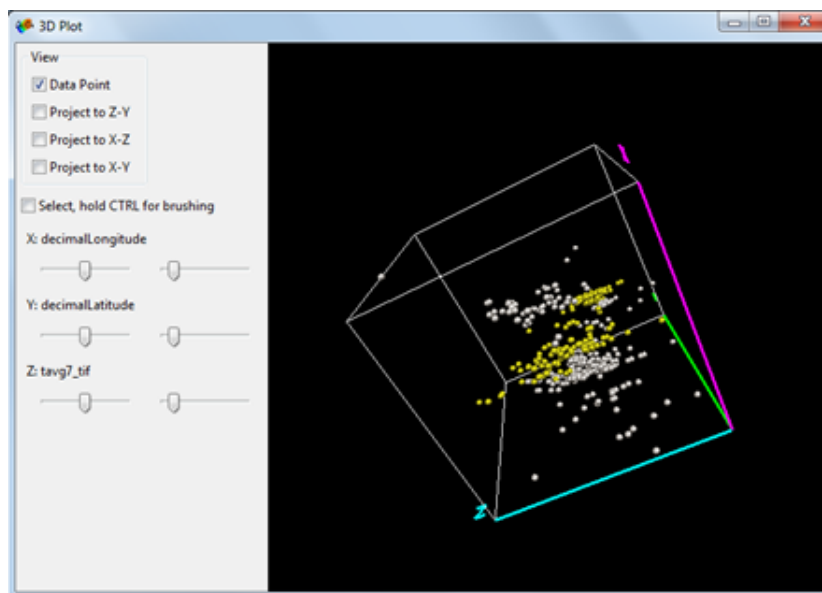 3D Plot
View
Data Point
Project to Z-Y
Project to X-Z
Project to X-Y
Select, hold CTRL for brushing
X: decimalLongitude
Y: decimalLatitude
Z: tavg7_tif
Z